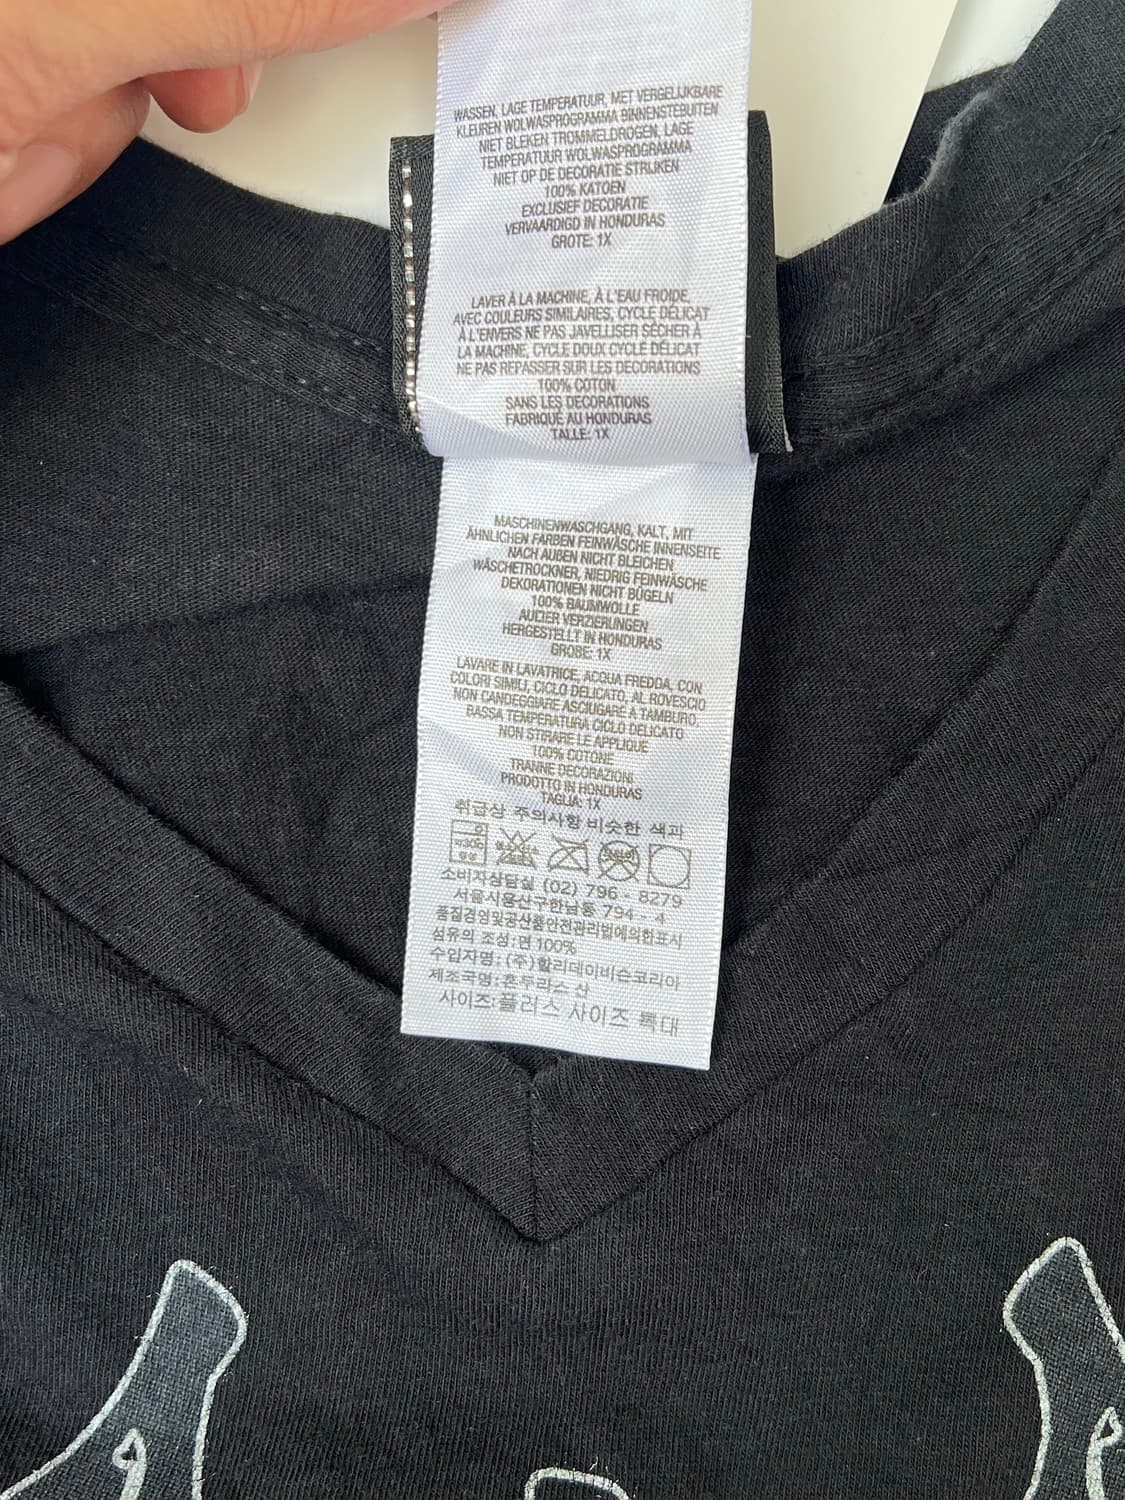 WASSEN, LAGE TEMPERATUUR, MET VERGELIJKBARE
KLEUREN WOLWASPROGRAMMA BINNENSTEBUITEN
NIET BLEKEN TROMMELDROGEN, LAGE
TEMPERATUUR WOLWASPROGRAMMA
NIET OP DE DECORATIE STRIJKEN
100% KATOEN
EXCLUSIEF DECORATIE
VERVAARDIGD IN HONDURAS
GROTE: 1X
LAVER À LA MACHINE, À L'EAU FROIDE,
AVEC COULEURS SIMILAIRES, CYCLE DÉLICAT
À L'ENVERS NE PAS JAVELLISER SÉCHER À
LA MACHINE, CYCLE DOUX CYCLE DÉLICAT
NE PAS REPASSER SUR LES DECORATIONS
100% COTON
SANS LES DECORATIONS
FABRIQUÉ AU HONDURAS
TALLE: 1X
MASCHINENWASCHGANG, KALT, MIT
ÄHNLICHEN FARBEN FEINWÄSCHE INNENSEITE
NACH AUBEN NICHT BLEICHEN
WÄSCHETROCKNER, NIEDRIG FEINWÄSCHE
DEKORATIONEN NICHT BÜGELN
100% BAUMWOLLE
AUCIER VERZIERUNGEN
HERGESTELLT IN HONDURAS
GROBE: 1X
LAVARE IN LAVATRICE, ACQUA FREDDA, CON
COLORI SIMILI, CICLO DELICATO, AL ROVESCIO
NON CANDEGGIARE ASCIUGARE A TAMBURO,
BASSA TEMPERATURA CICLO DELICATO
NON STIRARE LE APPLIQUE
100% COTONE
TRANNE DECORAZIONI
PRODOTTO IN HONDURAS
TAGLIA: 1X
취급상 주의사항 비슷한 색과
소비자상담실 (02) 796 - 8279
서울시용산구한남동 794 - 4
품질경영및공산품안전관리법에의한표시
섬유의 조성:면 100%
수입자명: (주)할리데이비슨코리아
제조국명:혼두라스 산
사이즈:플러스 사이즈 특대